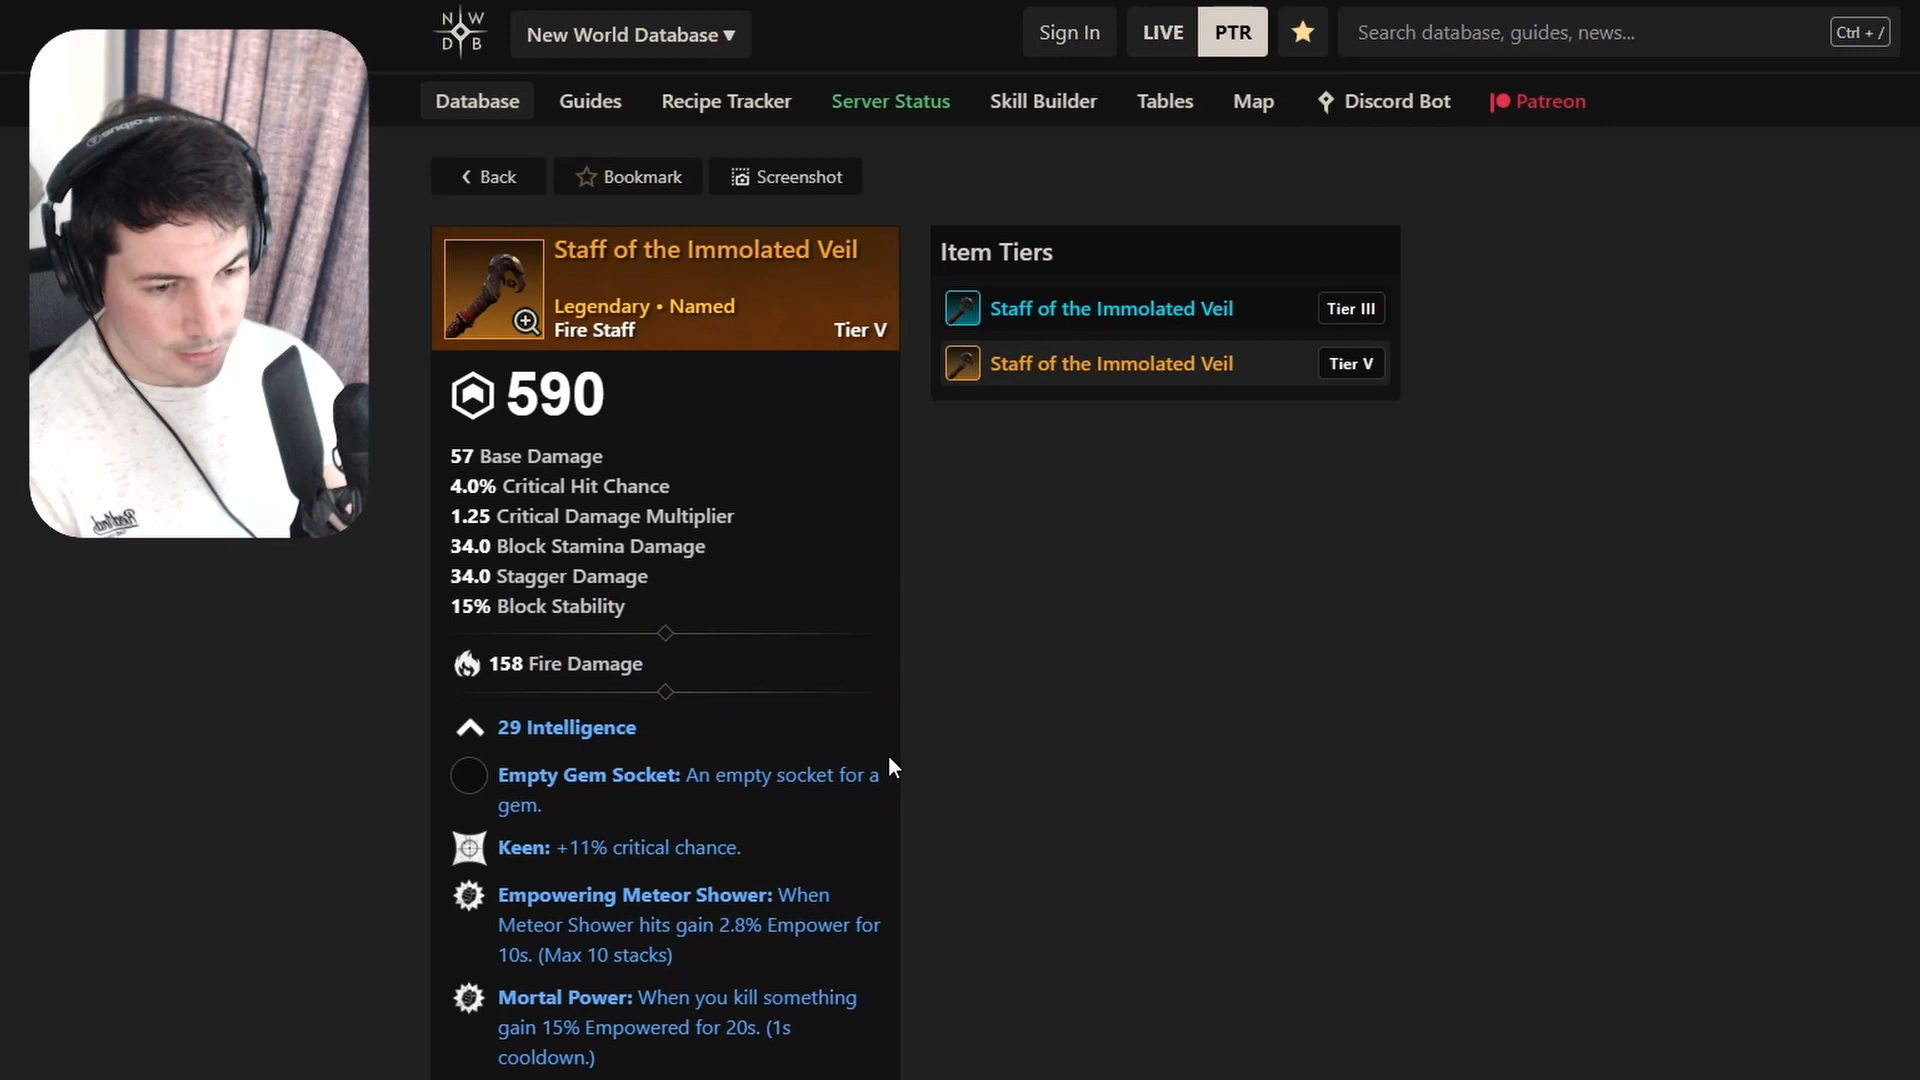 N W
D B
New World Database ▾
Sign In
LIVE
PTR
Search database, guides, news...
Ctrl + /
Database
Guides
Recipe Tracker
Server Status
Skill Builder
Tables
Map
Discord Bot
Patreon
Back
Bookmark
Screenshot
Staff of the Immolated Veil
Legendary • Named
Fire Staff
Tier V
590
57 Base Damage
4.0% Critical Hit Chance
1.25 Critical Damage Multiplier
34.0 Block Stamina Damage
34.0 Stagger Damage
15% Block Stability
158 Fire Damage
29 Intelligence
Empty Gem Socket: An empty socket for a
gem.
Keen: +11% critical chance.
Empowering Meteor Shower: When
Meteor Shower hits gain 2.8% Empower for
10s. (Max 10 stacks)
Mortal Power: When you kill something
gain 15% Empowered for 20s. (1s
cooldown.)
Item Tiers
Staff of the Immolated Veil
Tier III
Staff of the Immolated Veil
Tier V